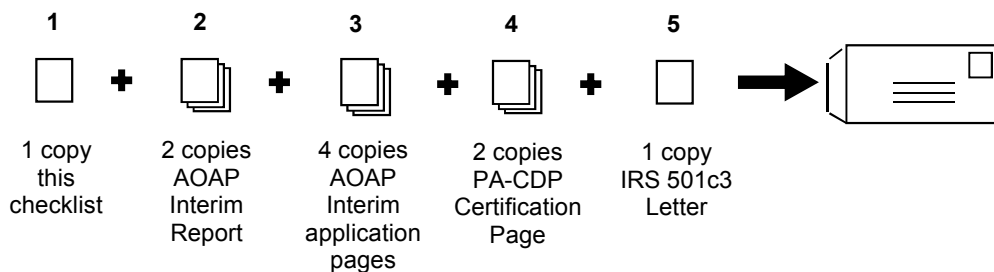 1
2
3
4
5
1 copy
this
checklist
2 copies
AOAP
Interim
Report
4 copies
AOAP
Interim
application
pages
2 copies
PA-CDP
Certification
Page
1 copy
IRS 501c3
Letter